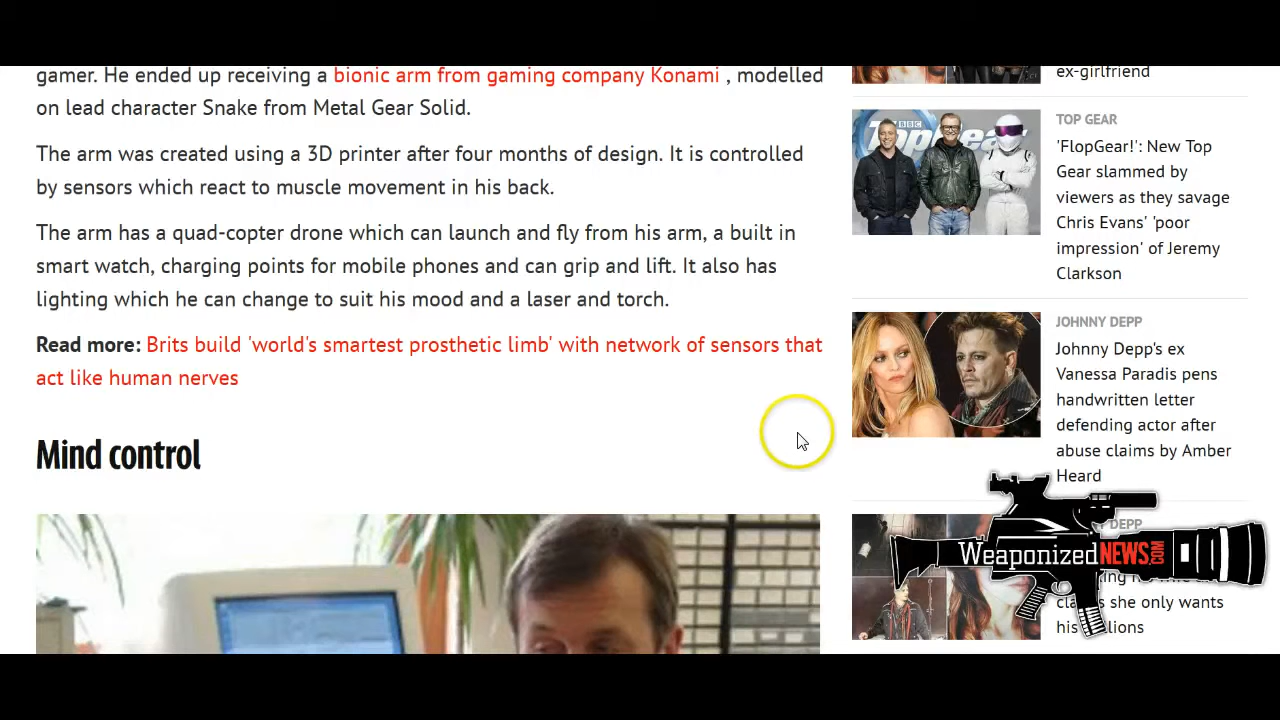 gamer. He ended up receiving a bionic arm from gaming company Konami , modelled
on lead character Snake from Metal Gear Solid.
The arm was created using a 3D printer after four months of design. It is controlled
by sensors which react to muscle movement in his back.
The arm has a quad-copter drone which can launch and fly from his arm, a built in
smart watch, charging points for mobile phones and can grip and lift. It also has
lighting which he can change to suit his mood and a laser and torch.
Read more: Brits build 'world's smartest prosthetic limb' with network of sensors that
act like human nerves
Mind control
ex-girlfriend
BBC
TopGear
TOP GEAR
'FlopGear!': New Top
Gear slammed by
viewers as they savage
Chris Evans' 'poor
impression' of Jeremy
Clarkson
JOHNNY DEPP
Johnny Depp's ex
Vanessa Paradis pens
handwritten letter
defending actor after
abuse claims by Amber
Heard
DEPP
WeaponizedNEWS.COM
she only wants